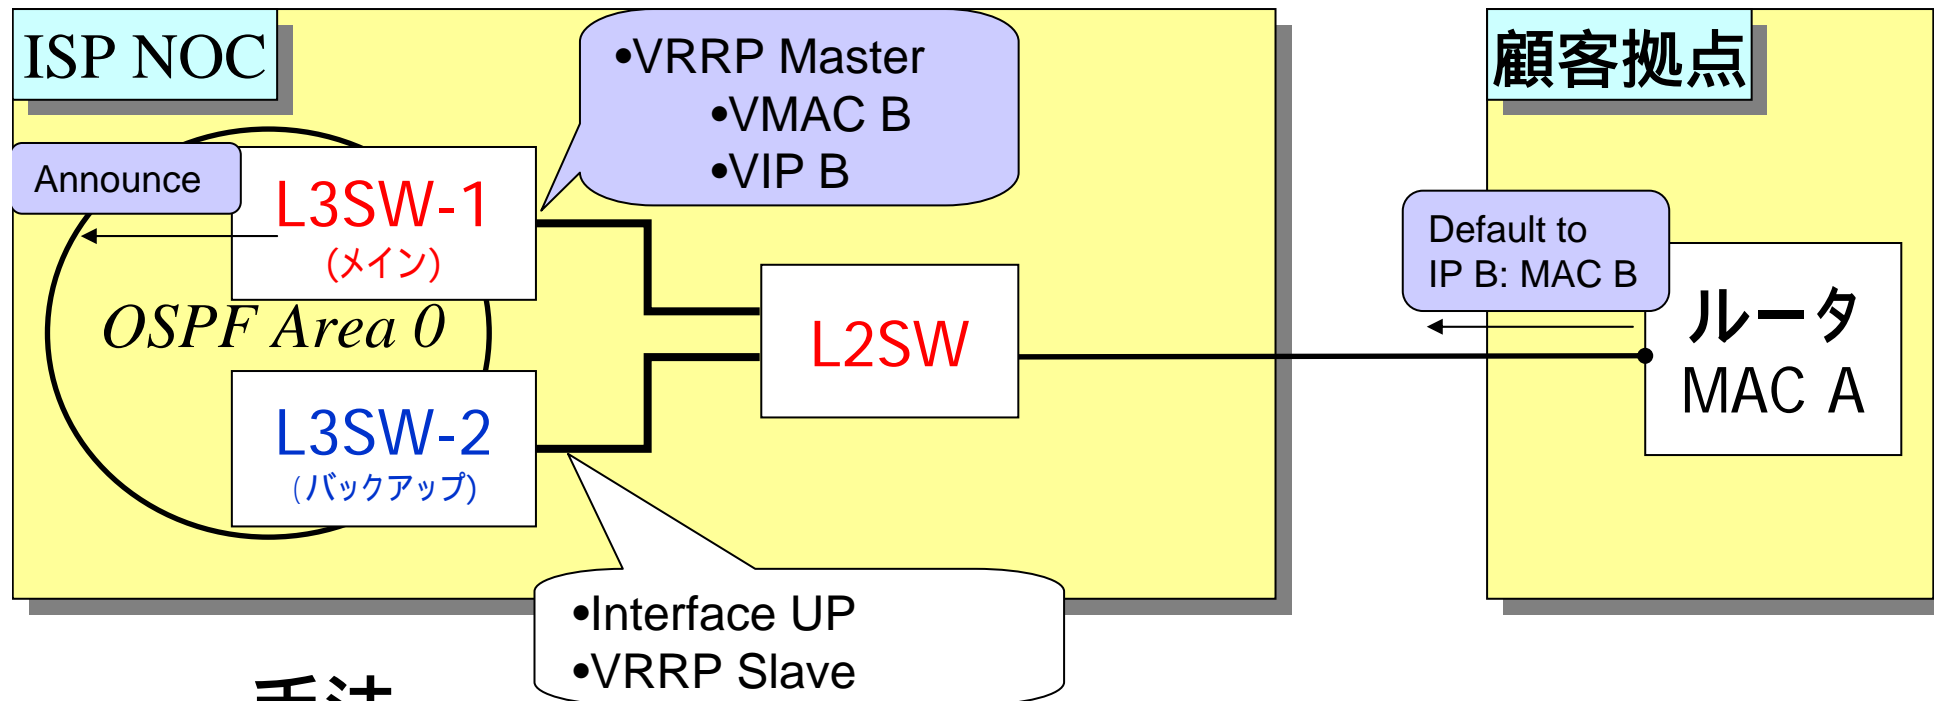 ISP NOC
•VRRP Master
•VMAC B
•VIP B
顧客拠点
Announce
L3SW-1
(メイン)
Default to
IP B: MAC B
OSPF Area 0
L2SW
ルータ
MAC A
L3SW-2
(バックアップ)
•Interface UP
•VRRP Slave
手法